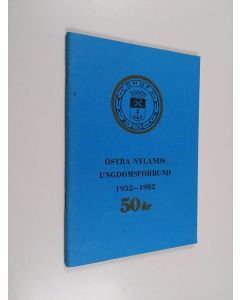 ÖSTRA NYLANDS
UNGDOMSFÖRBUND
1932—1982
50 år